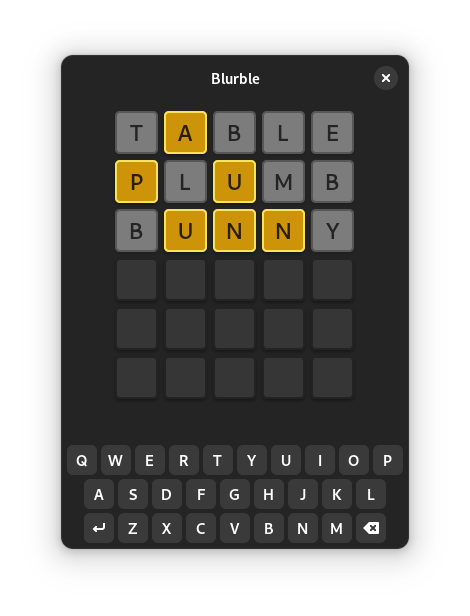 Blurble
T A B L E
P L U M B
B U N N Y
Q W E R T Y U I O P
A S D F G H J K L
Z X C V B N M